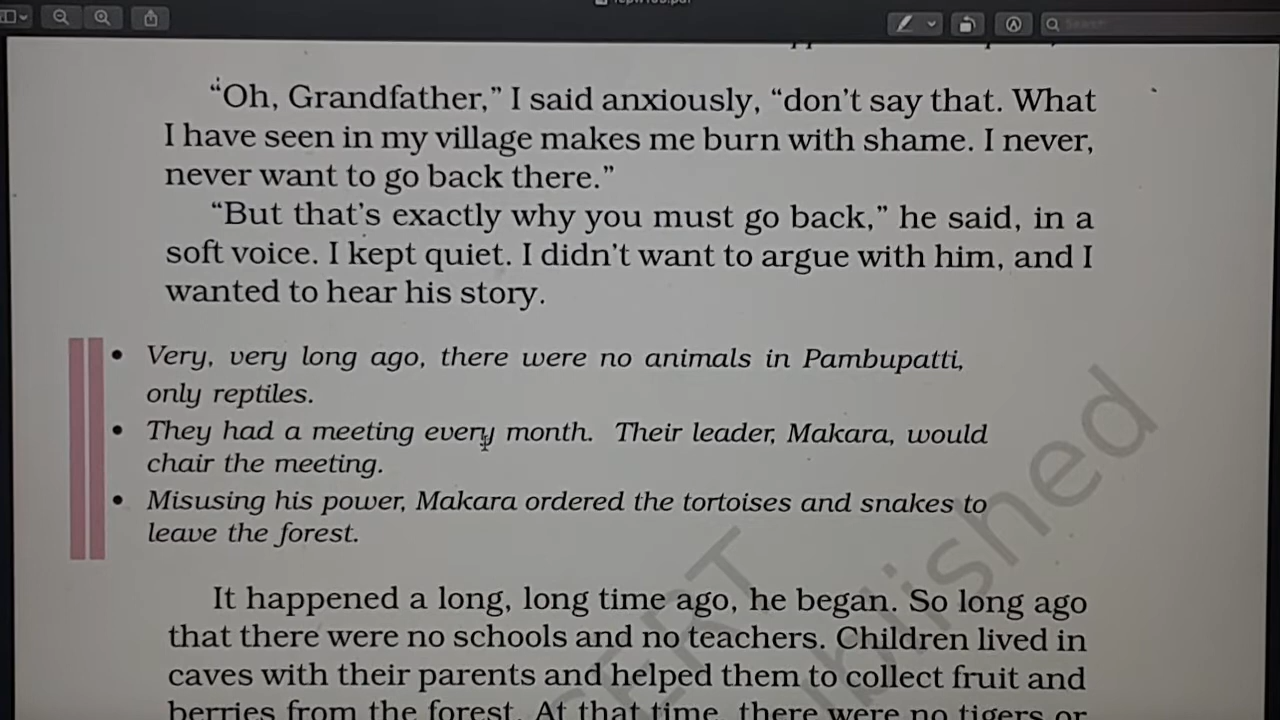 “Oh, Grandfather,” I said anxiously, “don’t say that. What
I have seen in my village makes me burn with shame. I never,
never want to go back there.”
“But that’s exactly why you must go back,” he said, in a
soft voice. I kept quiet. I didn’t want to argue with him, and I
wanted to hear his story.
• Very, very long ago, there were no animals in Pambupatti,
only reptiles.
• They had a meeting every month. Their leader, Makara, would
chair the meeting.
• Misusing his power, Makara ordered the tortoises and snakes to
leave the forest.
It happened a long, long time ago, he began. So long ago
that there were no schools and no teachers. Children lived in
caves with their parents and helped them to collect fruit and
berries from the forest. At that time, there were no tigers or